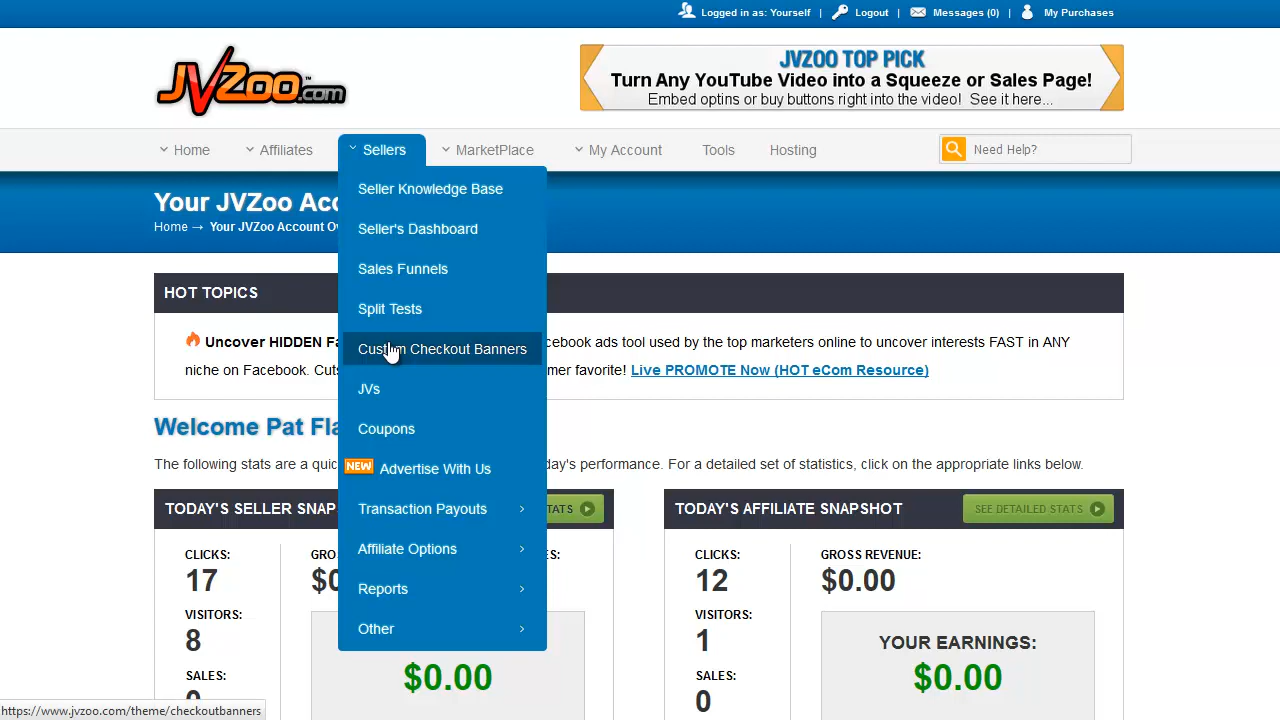 Logged in as: Yourself | Logout | Messages (0) | My Purchases
JVZoo.com™
JVZOO TOP PICK
Turn Any YouTube Video into a Squeeze or Sales Page!
Embed optins or buy buttons right into the video! See it here...
Home Affiliates Sellers MarketPlace My Account Tools Hosting Need Help?
Seller Knowledge Base
Seller's Dashboard
Sales Funnels
Split Tests
Custom Checkout Banners
JVs
Coupons
NEW Advertise With Us
Transaction Payouts
Affiliate Options
Reports
Other
Your JVZoo Acc
Home → Your JVZoo Account Ov
HOT TOPICS
Uncover HIDDEN Fa cebook ads tool used by the top marketers online to uncover interests FAST in ANY
niche on Facebook. Cuts mer favorite! Live PROMOTE Now (HOT eCom Resource)
Welcome Pat Fla
The following stats are a quic day's performance. For a detailed set of statistics, click on the appropriate links below.
TODAY'S SELLER SNAP TATS
CLICKS:
17
GRO
$0
ES:
VISITORS:
8
SALES:
0
$0.00
TODAY'S AFFILIATE SNAPSHOT SEE DETAILED STATS
CLICKS:
12
GROSS REVENUE:
$0.00
VISITORS:
1
YOUR EARNINGS:
$0.00
SALES:
0
https://www.jvzoo.com/theme/checkoutbanners